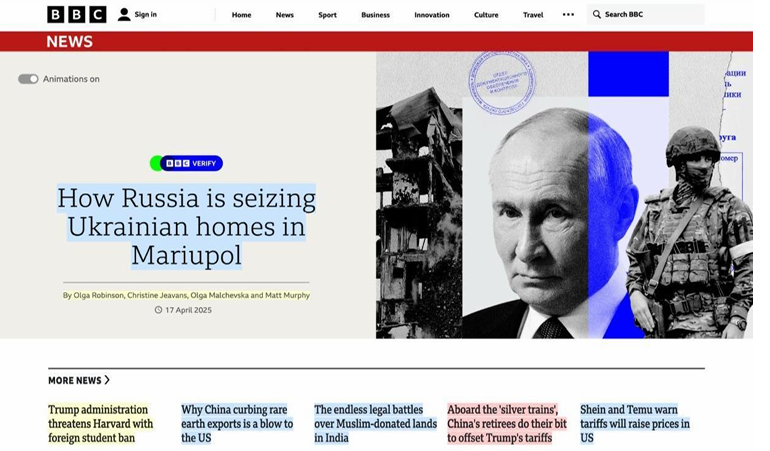 BBC Sign in Home News Sport Business Innovation Culture Travel ••• Search BBC
NEWS
Animations on
BBC VERIFY
How Russia is seizing
Ukrainian homes in
Mariupol
By Olga Robinson, Christine Jeavans, Olga Malchevska and Matt Murphy
17 April 2025
ОТДЕЛ
ДОКУМЕНТАЦИОННОГО
ОБЕСПЕЧЕНИЯ
И КОНТРОЛЯ
MORE NEWS
Trump administration
threatens Harvard with
foreign student ban
Why China curbing rare
earth exports is a blow to
the US
The endless legal battles
over Muslim-donated lands
in India
Aboard the 'silver trains',
China's retirees do their bit
to offset Trump's tariffs
Shein and Temu warn
tariffs will raise prices in
US